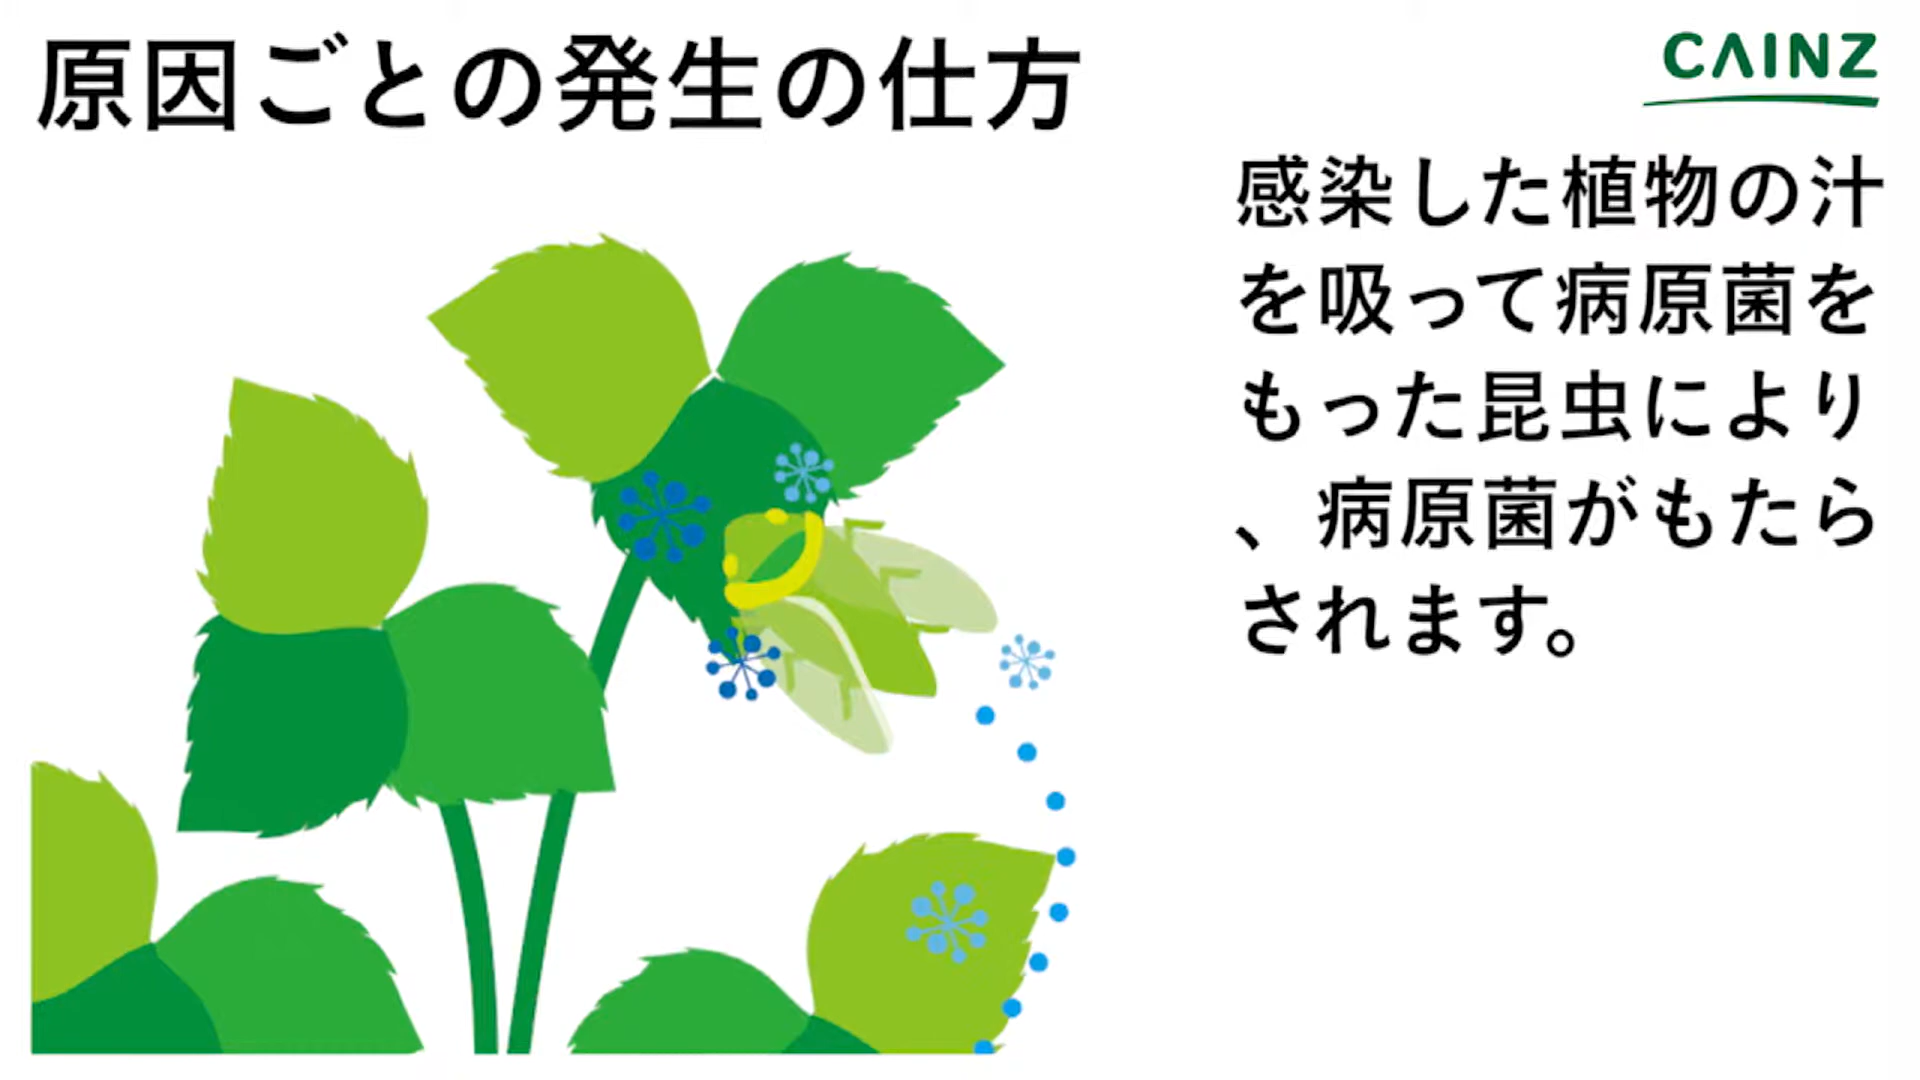 原因ごとの発生の仕方
CAINZ
感染した植物の汁
を吸って病原菌を
もった昆虫により
、病原菌がもたら
されます。